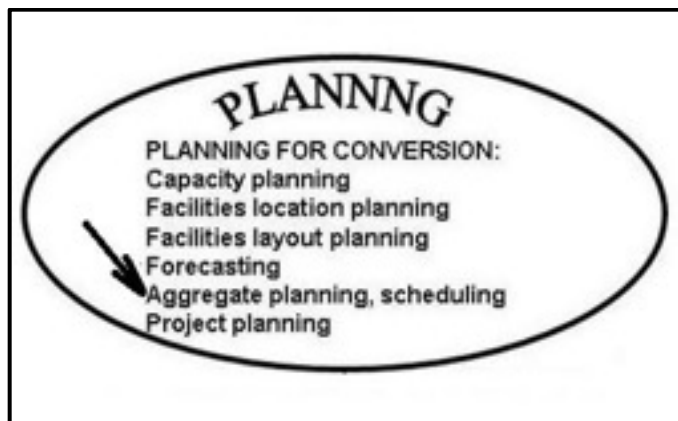 PLANNNG
PLANNING FOR CONVERSION:
Capacity planning
Facilities location planning
Facilities layout planning
Forecasting
Aggregate planning, scheduling
Project planning